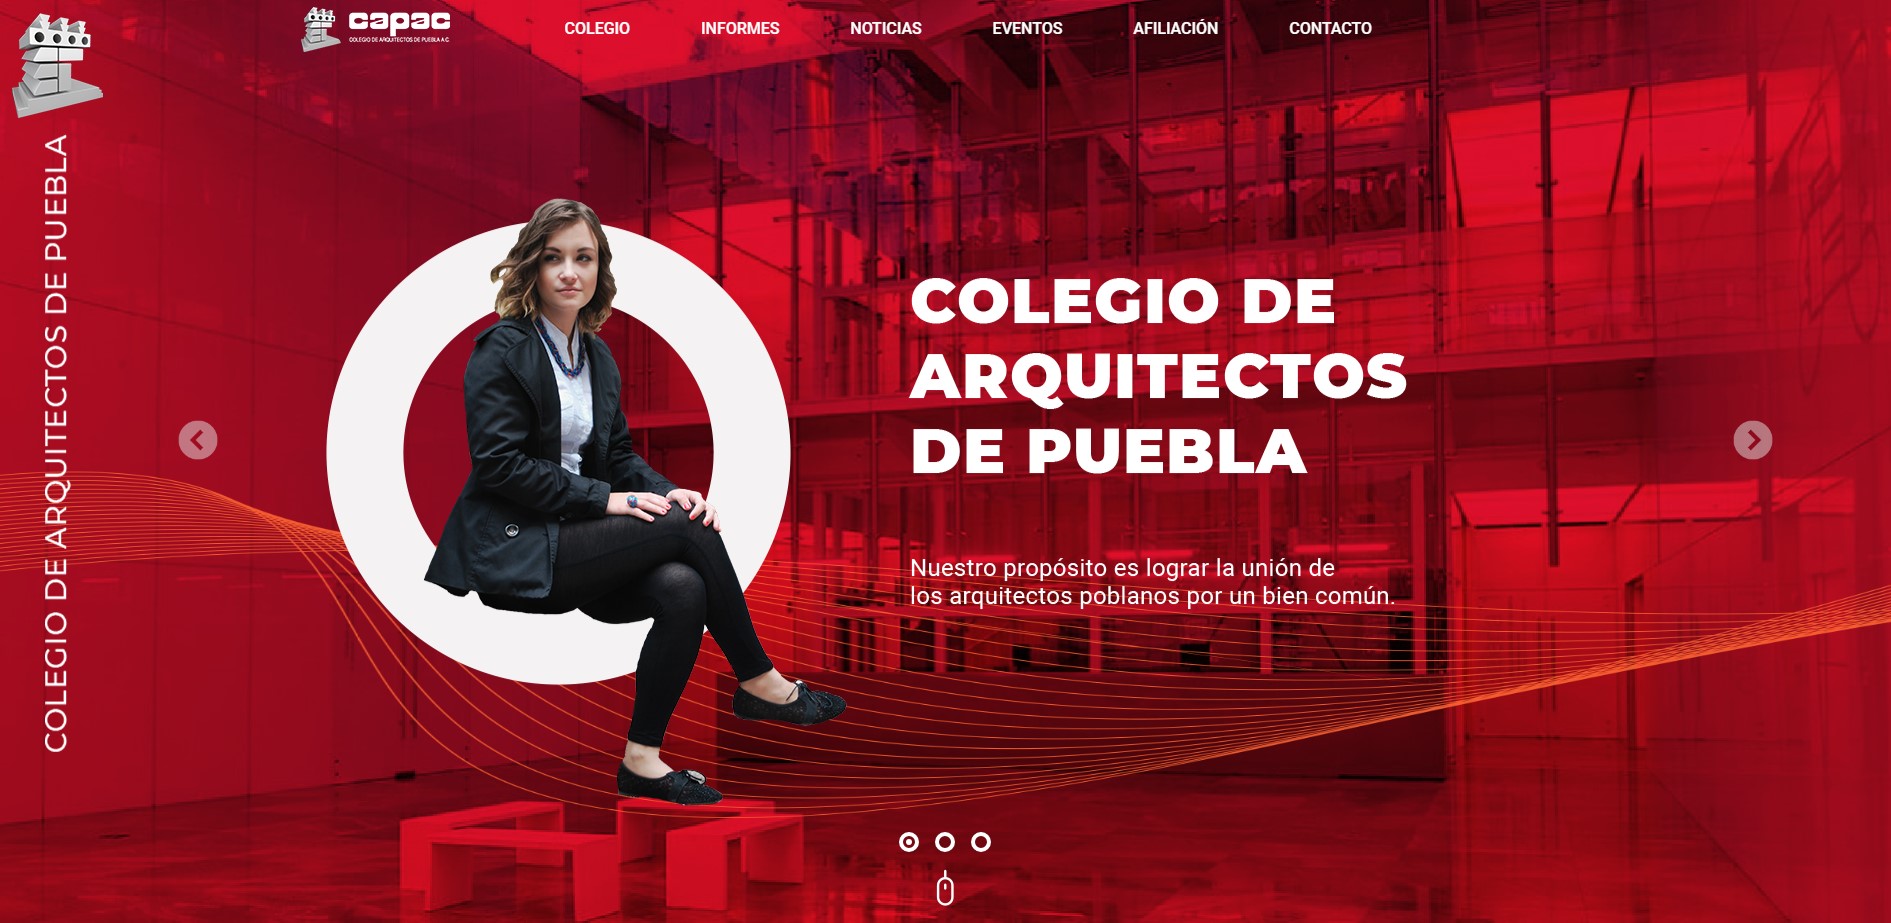 capac
COLEGIO DE ARQUITECTOS DE PUEBLA A.C.
COLEGIO
INFORMES
NOTICIAS
EVENTOS
AFILIACIÓN
CONTACTO
COLEGIO DE ARQUITECTOS DE PUEBLA
COLEGIO DE
ARQUITECTOS
DE PUEBLA
Nuestro propósito es lograr la unión de
los arquitectos poblanos por un bien común.